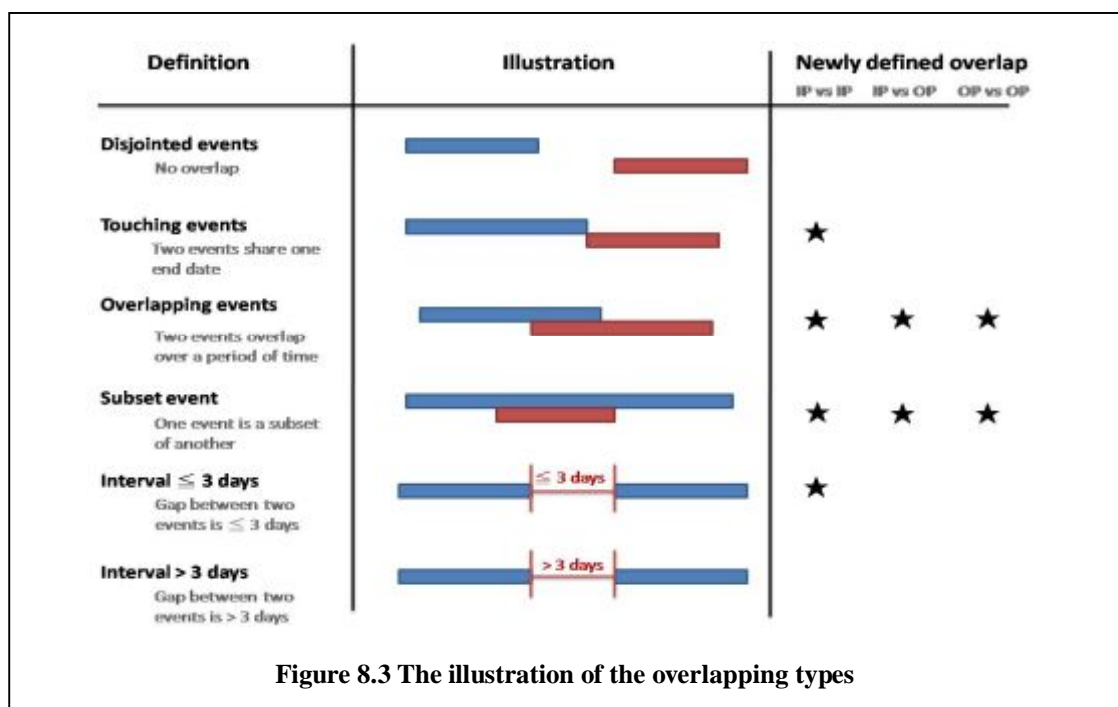 Definition
Illustration
Newly defined overlap
IP vs IP IP vs OP OP vs OP
Disjointed events
No overlap
Touching events
Two events share one
end date
Overlapping events
Two events overlap
over a period of time
Subset event
One event is a subset
of another
Interval ≦ 3 days
Gap between two
events is ≦ 3 days
≦ 3 days
Interval > 3 days
Gap between two
events is > 3 days
> 3 days
Figure 8.3 The illustration of the overlapping types